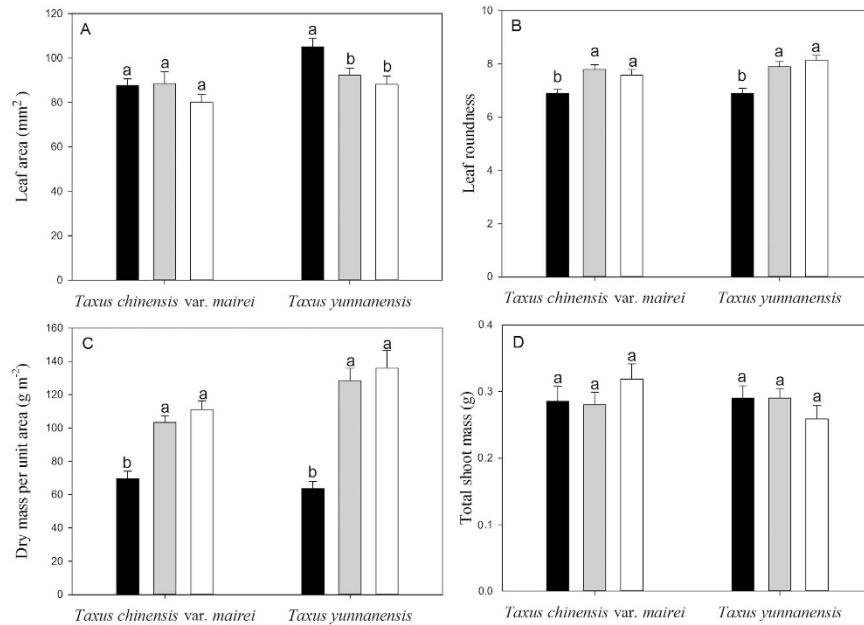 A
Leaf area (mm²)
120
100
80
60
40
20
0
a
a
a
a
b
b
Taxus chinensis var. mairei
Taxus yunnanensis
B
Leaf roundness
10
8
6
4
2
0
b
a
a
b
a
a
Taxus chinensis var. mairei
Taxus yunnanensis
C
Dry mass per unit area (g m⁻²)
160
140
120
100
80
60
40
20
0
b
a
a
b
a
a
Taxus chinensis var. mairei
Taxus yunnanensis
D
Total shoot mass (g)
0.4
0.3
0.2
0.1
0.0
a
a
a
a
a
a
Taxus chinensis var. mairei
Taxus yunnanensis